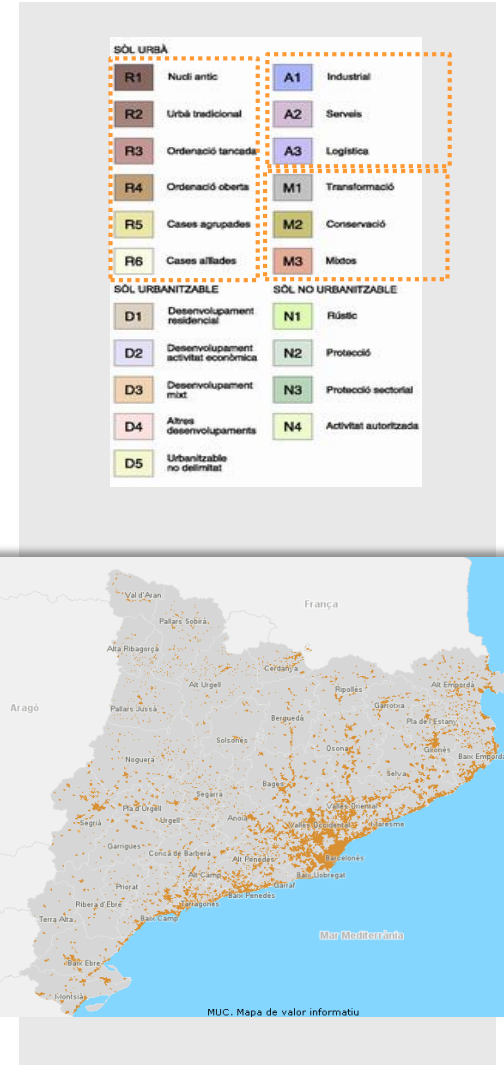 SÒL URBÀ
R1 Nucli antic
R2 Urbà tradicional
R3 Ordenació tancada
R4 Ordenació oberta
R5 Cases agrupades
R6 Cases aïllades
A1 Industrial
A2 Serveis
A3 Logística
M1 Transformació
M2 Conservació
M3 Mixtos
SÒL URBANITZABLE
D1 Desenvolupament
residencial
D2 Desenvolupament
activitat econòmica
D3 Desenvolupament
mixt
D4 Altres
desenvolupaments
D5 Urbanitzable
no delimitat
SÒL NO URBANITZABLE
N1 Rústic
N2 Protecció
N3 Protecció sectorial
N4 Activitat autoritzada
Val d'Aran
França
Pallars Sobirà
Alta Ribagorça
Cerdanya
Alt Urgell
Ripollès
Alt Empordà
Garrotxa
Aragó
Pallars Jussà
Berguedà
Pla de l'Estany
Solsonès
Osona
Gironès
Baix Empordà
Noguera
Selva
Bages
Segarra
Vallès Oriental
Pla d'Urgell
Segrià
Urgell
Anoia
Vallès Occidental
Maresme
Garrigues
Conca de Barberà
Alt Penedès
Barcelonès
Baix Llobregat
Alt Camp
Garraf
Priorat
Baix Penedès
Ribera d'Ebre
Tarragonès
Terra Alta
Baix Camp
Mar Mediterrània
Baix Ebre
Montsià
MUC. Mapa de valor informatiu